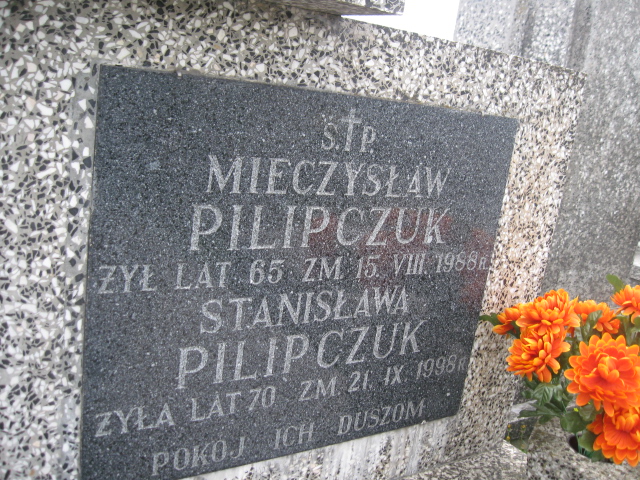 Ś.†P.
MIECZYSŁAW
PILIPCZUK
ŻYŁ LAT 65 ZM. 15. VIII. 1988 R.
STANISŁAWA
PILIPCZUK
ŻYŁA LAT 70 ZM. 21. IX. 1998 R.
POKÓJ ICH DUSZOM